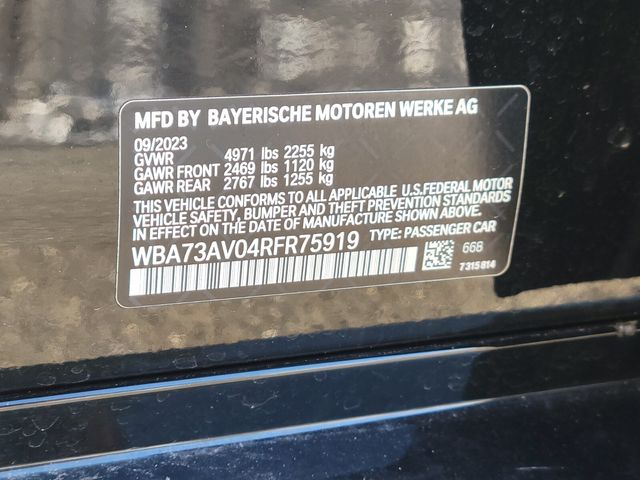 MFD BY BAYERISCHE MOTOREN WERKE AG
09/2023
GVWR 4971 lbs 2255 kg
GAWR FRONT 2469 lbs 1120 kg
GAWR REAR 2767 lbs 1255 kg
THIS VEHICLE CONFORMS TO ALL APPLICABLE U.S.FEDERAL MOTOR
VEHICLE SAFETY, BUMPER AND THEFT PREVENTION STANDARDS
IN EFFECT ON THE DATE OF MANUFACTURE SHOWN ABOVE.
WBA73AV04RFR75919 TYPE: PASSENGER CAR
668
7315814